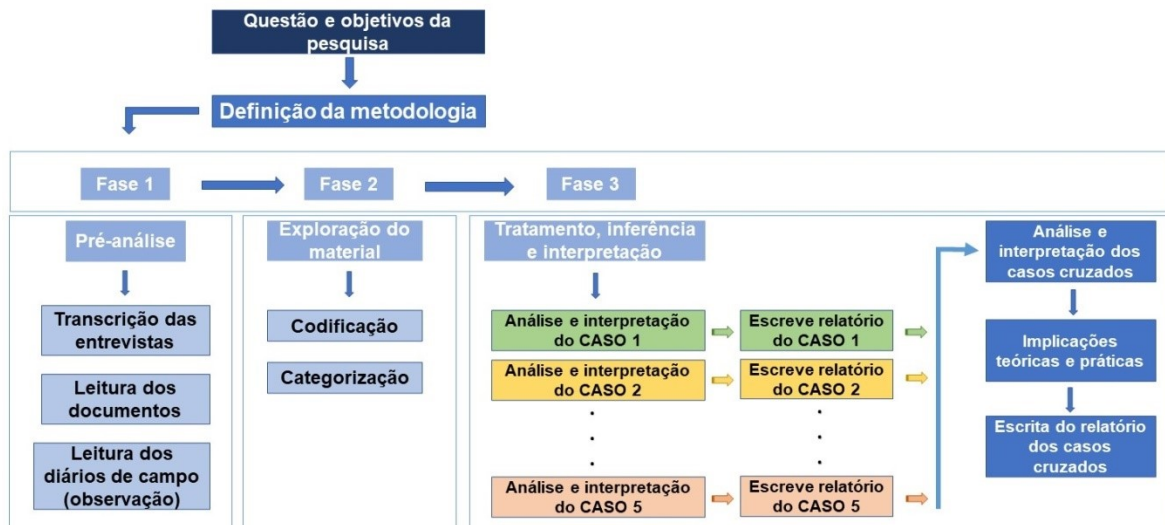 Questão e objetivos da
pesquisa
Definição da metodologia
Fase 1
Fase 2
Fase 3
Pré-análise
Transcrição das
entrevistas
Leitura dos
documentos
Leitura dos
diários de campo
(observação)
Exploração do
material
Codificação
Categorização
Tratamento, inferência
e interpretação
Análise e interpretação
do CASO 1
Escreve relatório
do CASO 1
Análise e interpretação
do CASO 2
Escreve relatório
do CASO 2
Análise e interpretação
do CASO 5
Escreve relatório
do CASO 5
Análise e
interpretação dos
casos cruzados
Implicações
teóricas e práticas
Escrita do relatório
dos casos
cruzados